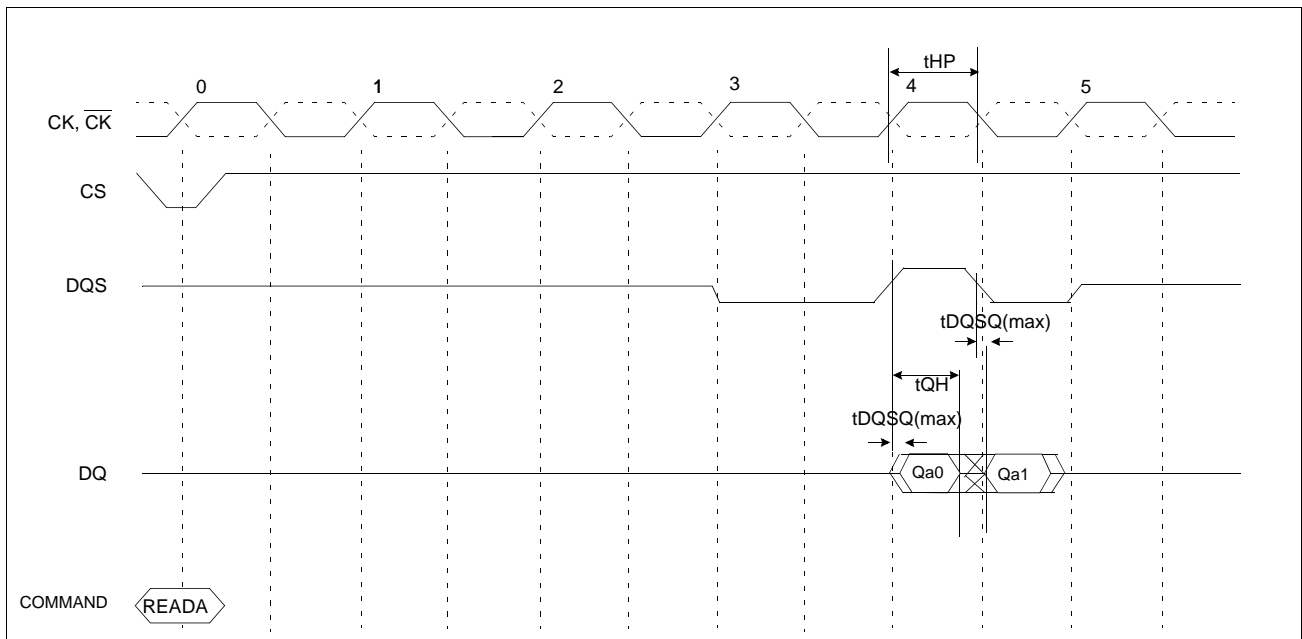 tHP
0 1 2 3 4 5
CK, C̅K̅
CS
DQS
tDQSQ(max)
tQH
tDQSQ(max)
DQ
Qa0 Qa1
COMMAND
READA